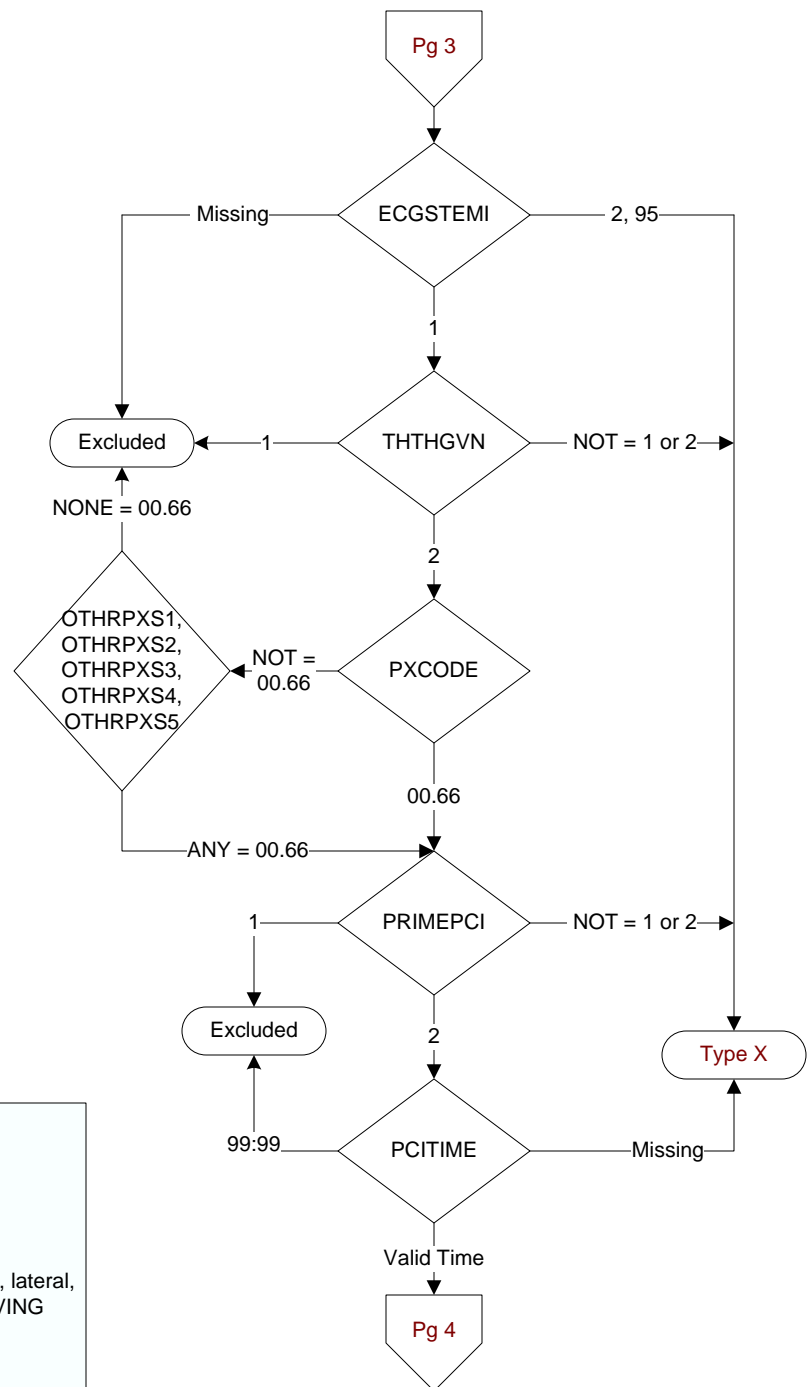 Pg 3
Missing
ECGSTEMI
2, 95
1
Excluded
1
THTHGVN
NOT = 1 or 2
NONE = 00.66
2
OTHRPXS1,
OTHRPXS2,
OTHRPXS3,
OTHRPXS4,
OTHRPXS5
NOT =
00.66
PXCODE
00.66
ANY = 00.66
1
PRIMEPCI
NOT = 1 or 2
Excluded
2
Type X
99:99
PCITIME
Missing
Valid Time
, lateral,
Pg 4